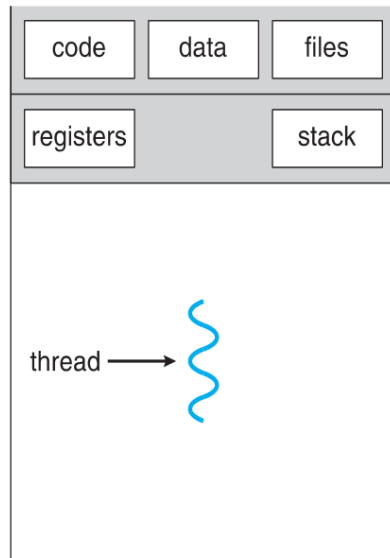 code data files
registers stack
thread